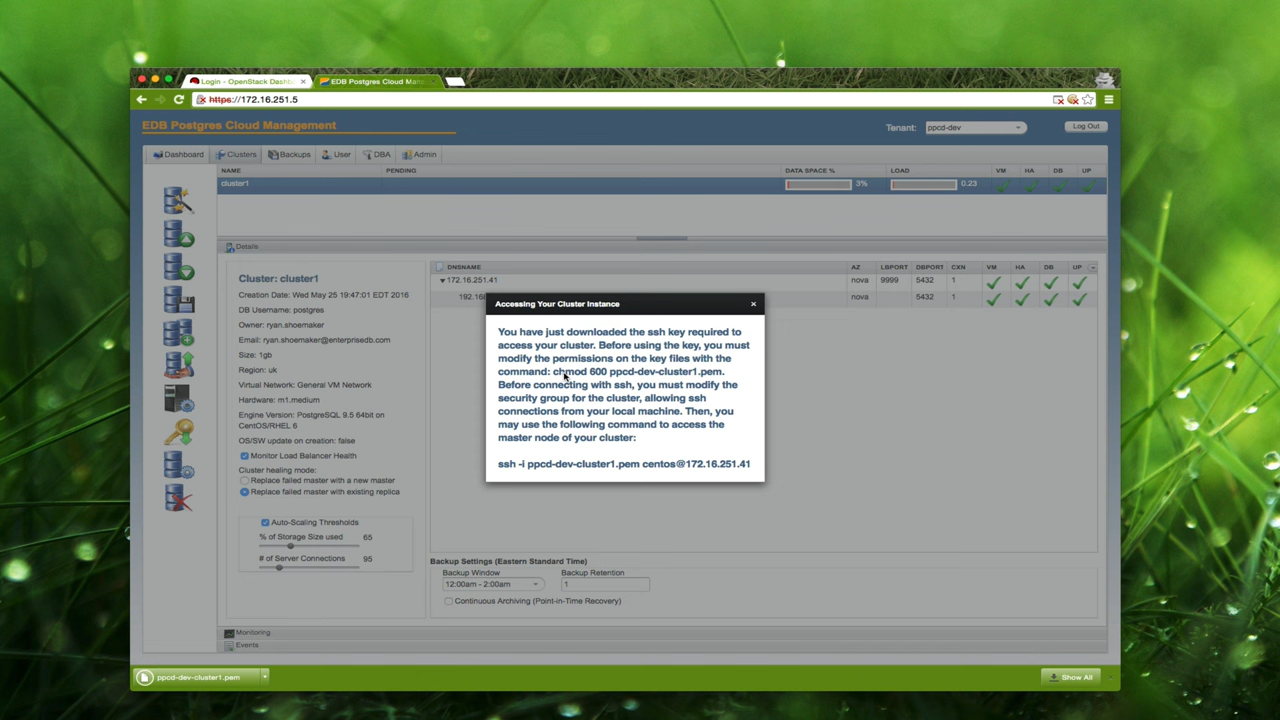 Login - OpenStack Dashb
EDB Postgres Cloud Man
https://172.16.251.5
EDB Postgres Cloud Management
Tenant: ppcd-dev
Log Out
Dashboard Clusters Backups User DBA Admin
NAME PENDING DATA SPACE % LOAD VM HA DB UP
cluster1 3% 0.23
Details
Cluster: cluster1
Creation Date: Wed May 25 19:47:01 EDT 2016
DB Username: postgres
Owner: ryan.shoemaker
Email: ryan.shoemaker@enterprisedb.com
Size: 1gb
Region: uk
Virtual Network: General VM Network
Hardware: m1.medium
Engine Version: PostgreSQL 9.5 64bit on
CentOS/RHEL 6
OS/SW update on creation: false
Monitor Load Balancer Health
Cluster healing mode:
Replace failed master with a new master
Replace failed master with existing replica
Auto-Scaling Thresholds
% of Storage Size used 65
# of Server Connections 95
DNSNAME AZ LBPORT DBPORT CXN VM HA DB UP
172.16.251.41 nova 9999 5432 1
192.16 nova 5432 1
Accessing Your Cluster Instance
You have just downloaded the ssh key required to
access your cluster. Before using the key, you must
modify the permissions on the key files with the
command: chmod 600 ppcd-dev-cluster1.pem.
Before connecting with ssh, you must modify the
security group for the cluster, allowing ssh
connections from your local machine. Then, you
may use the following command to access the
master node of your cluster:
ssh -i ppcd-dev-cluster1.pem centos@172.16.251.41
Backup Settings (Eastern Standard Time)
Backup Window Backup Retention
12:00am - 2:00am 1
Continuous Archiving (Point-in-Time Recovery)
Monitoring
Events
ppcd-dev-cluster1.pem
Show All